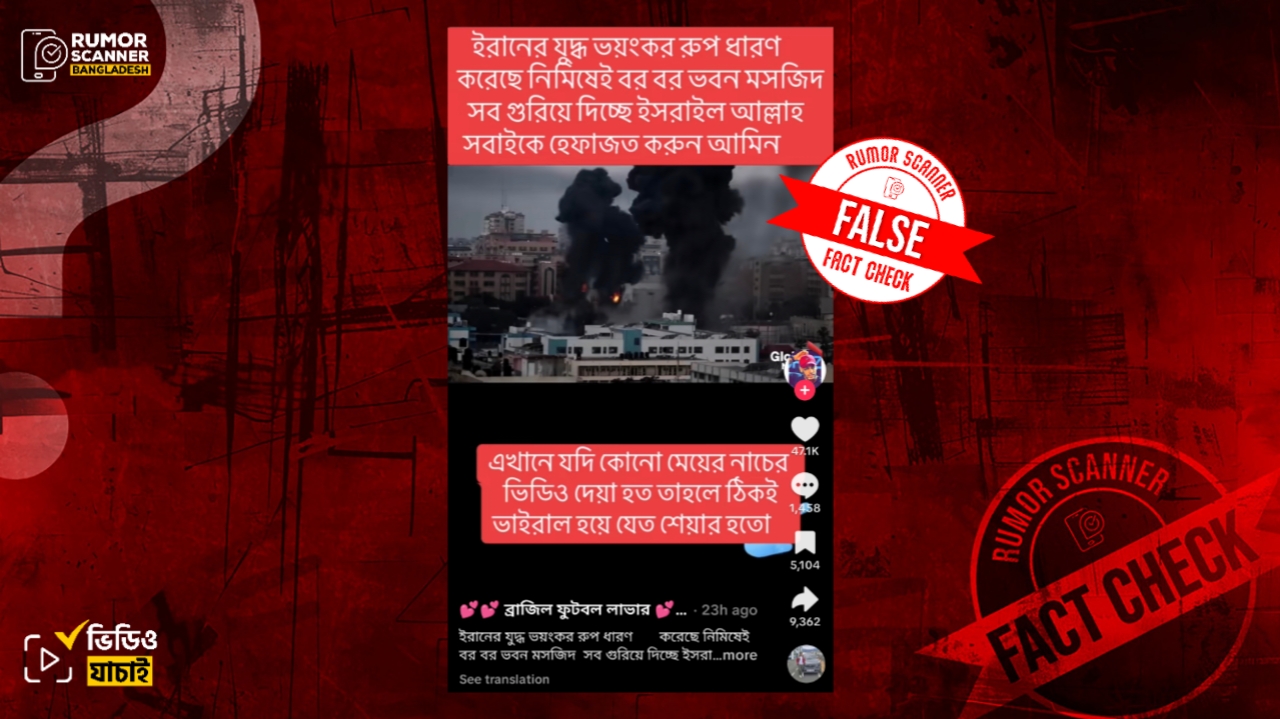 RUMOR
SCANNER
BANGLADESH
ইরানের যুদ্ধ ভয়ংকর রুপ ধারণ
করেছে নিমিষেই বর বর ভবন মসজিদ
সব গুরিয়ে দিচ্ছে ইসরাইল আল্লাহ
সবাইকে হেফাজত করুন আমিন
RUMOR SCANNER
FALSE
FACT CHECK
47.1K
এখানে যদি কোনো মেয়ের নাচের
ভিডিও দেয়া হত তাহলে ঠিকই
ভাইরাল হয়ে যেত শেয়ার হতো
1,458
5,104
9,362
💕💕 ব্রাজিল ফুটবল লাভার 💕... · 23h ago
ইরানের যুদ্ধ ভয়ংকর রুপ ধারণ করেছে নিমিষেই
বর বর ভবন মসজিদ সব গুরিয়ে দিচ্ছে ইসরা...more
See translation
ভিডিও
যাচাই
RUMOR SCANNER
FACT CHECK